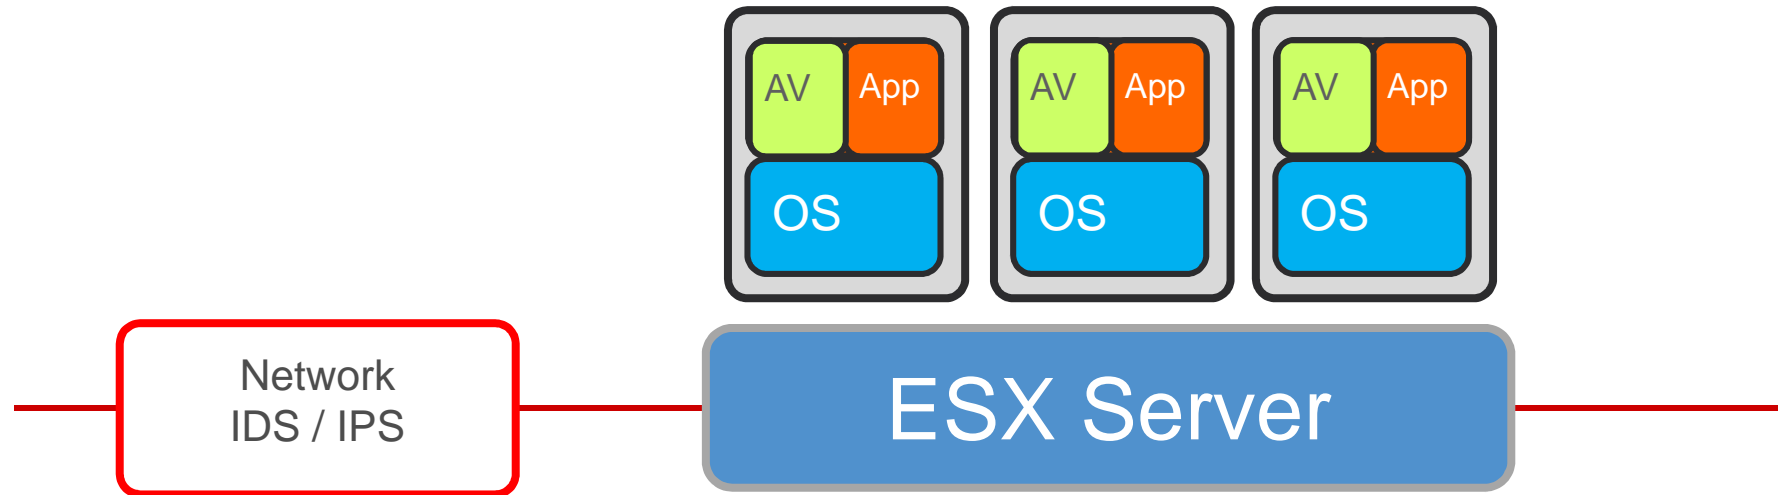 AV App
OS
AV App
OS
AV App
OS
Network
IDS / IPS
ESX Server